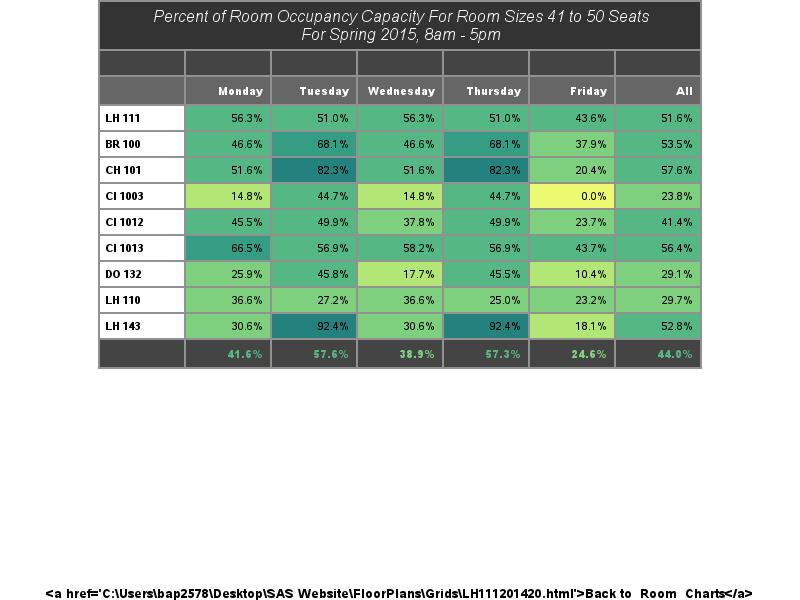 Percent of Room Occupancy Capacity For Room Sizes 41 to 50 Seats
For Spring 2015, 8am - 5pm
Monday Tuesday Wednesday Thursday Friday All
LH 111 56.3% 51.0% 56.3% 51.0% 43.6% 51.6%
BR 100 46.6% 68.1% 46.6% 68.1% 37.9% 53.5%
CH 101 51.6% 82.3% 51.6% 82.3% 20.4% 57.6%
CI 1003 14.8% 44.7% 14.8% 44.7% 0.0% 23.8%
CI 1012 45.5% 49.9% 37.8% 49.9% 23.7% 41.4%
CI 1013 66.5% 56.9% 58.2% 56.9% 43.7% 56.4%
DO 132 25.9% 45.8% 17.7% 45.5% 10.4% 29.1%
LH 110 36.6% 27.2% 36.6% 25.0% 23.2% 29.7%
LH 143 30.6% 92.4% 30.6% 92.4% 18.1% 52.8%
41.6% 57.6% 38.9% 57.3% 24.6% 44.0%
<a href='C:\Users\bap2578\Desktop\SAS Website\FloorPlans\Grids\LH111201420.html'>Back to Room Charts</a>